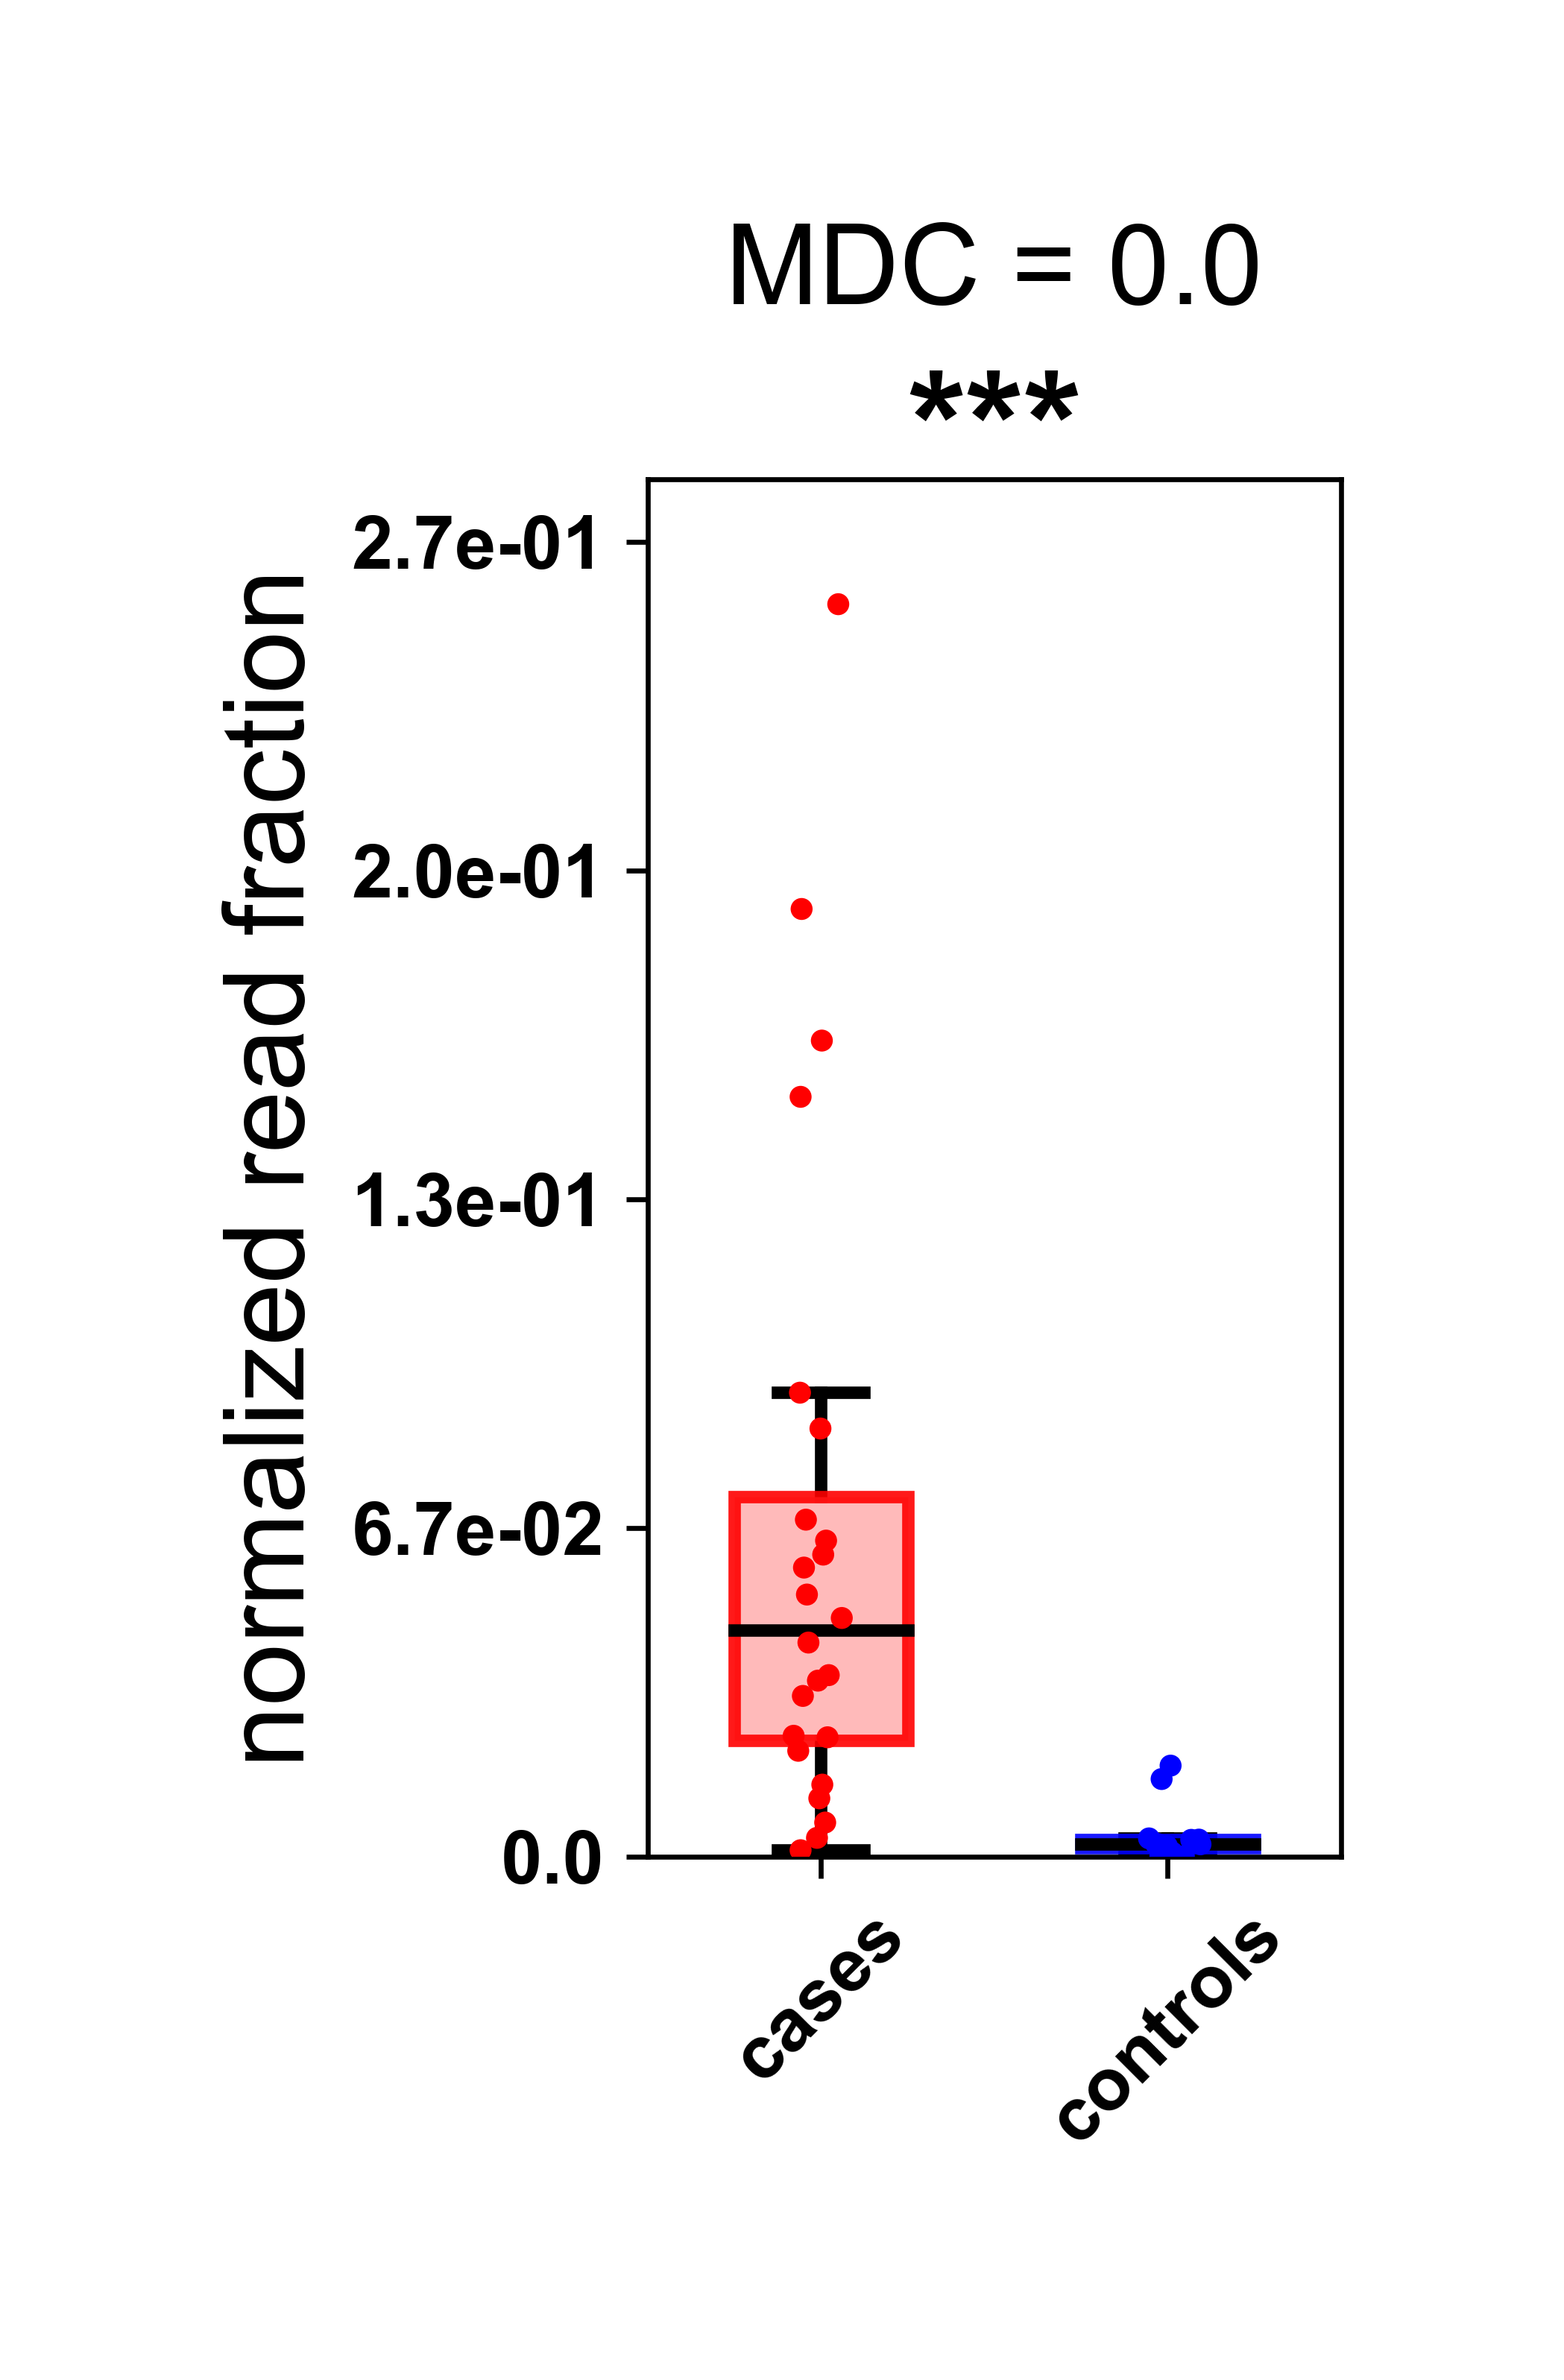 MDC = 0.0
***
normalized read fraction
2.7e-01
2.0e-01
1.3e-01
6.7e-02
0.0
cases
controls